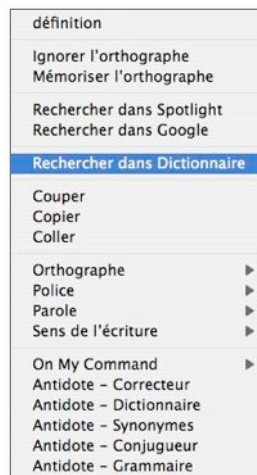 définition
Ignorer l'orthographe
Mémoriser l'orthographe
Rechercher dans Spotlight
Rechercher dans Google
Rechercher dans Dictionnaire
Couper
Copier
Coller
Orthographe
Police
Parole
Sens de l'écriture
On My Command
Antidote – Correcteur
Antidote – Dictionnaire
Antidote – Synonymes
Antidote – Conjugueur
Antidote – Grammaire